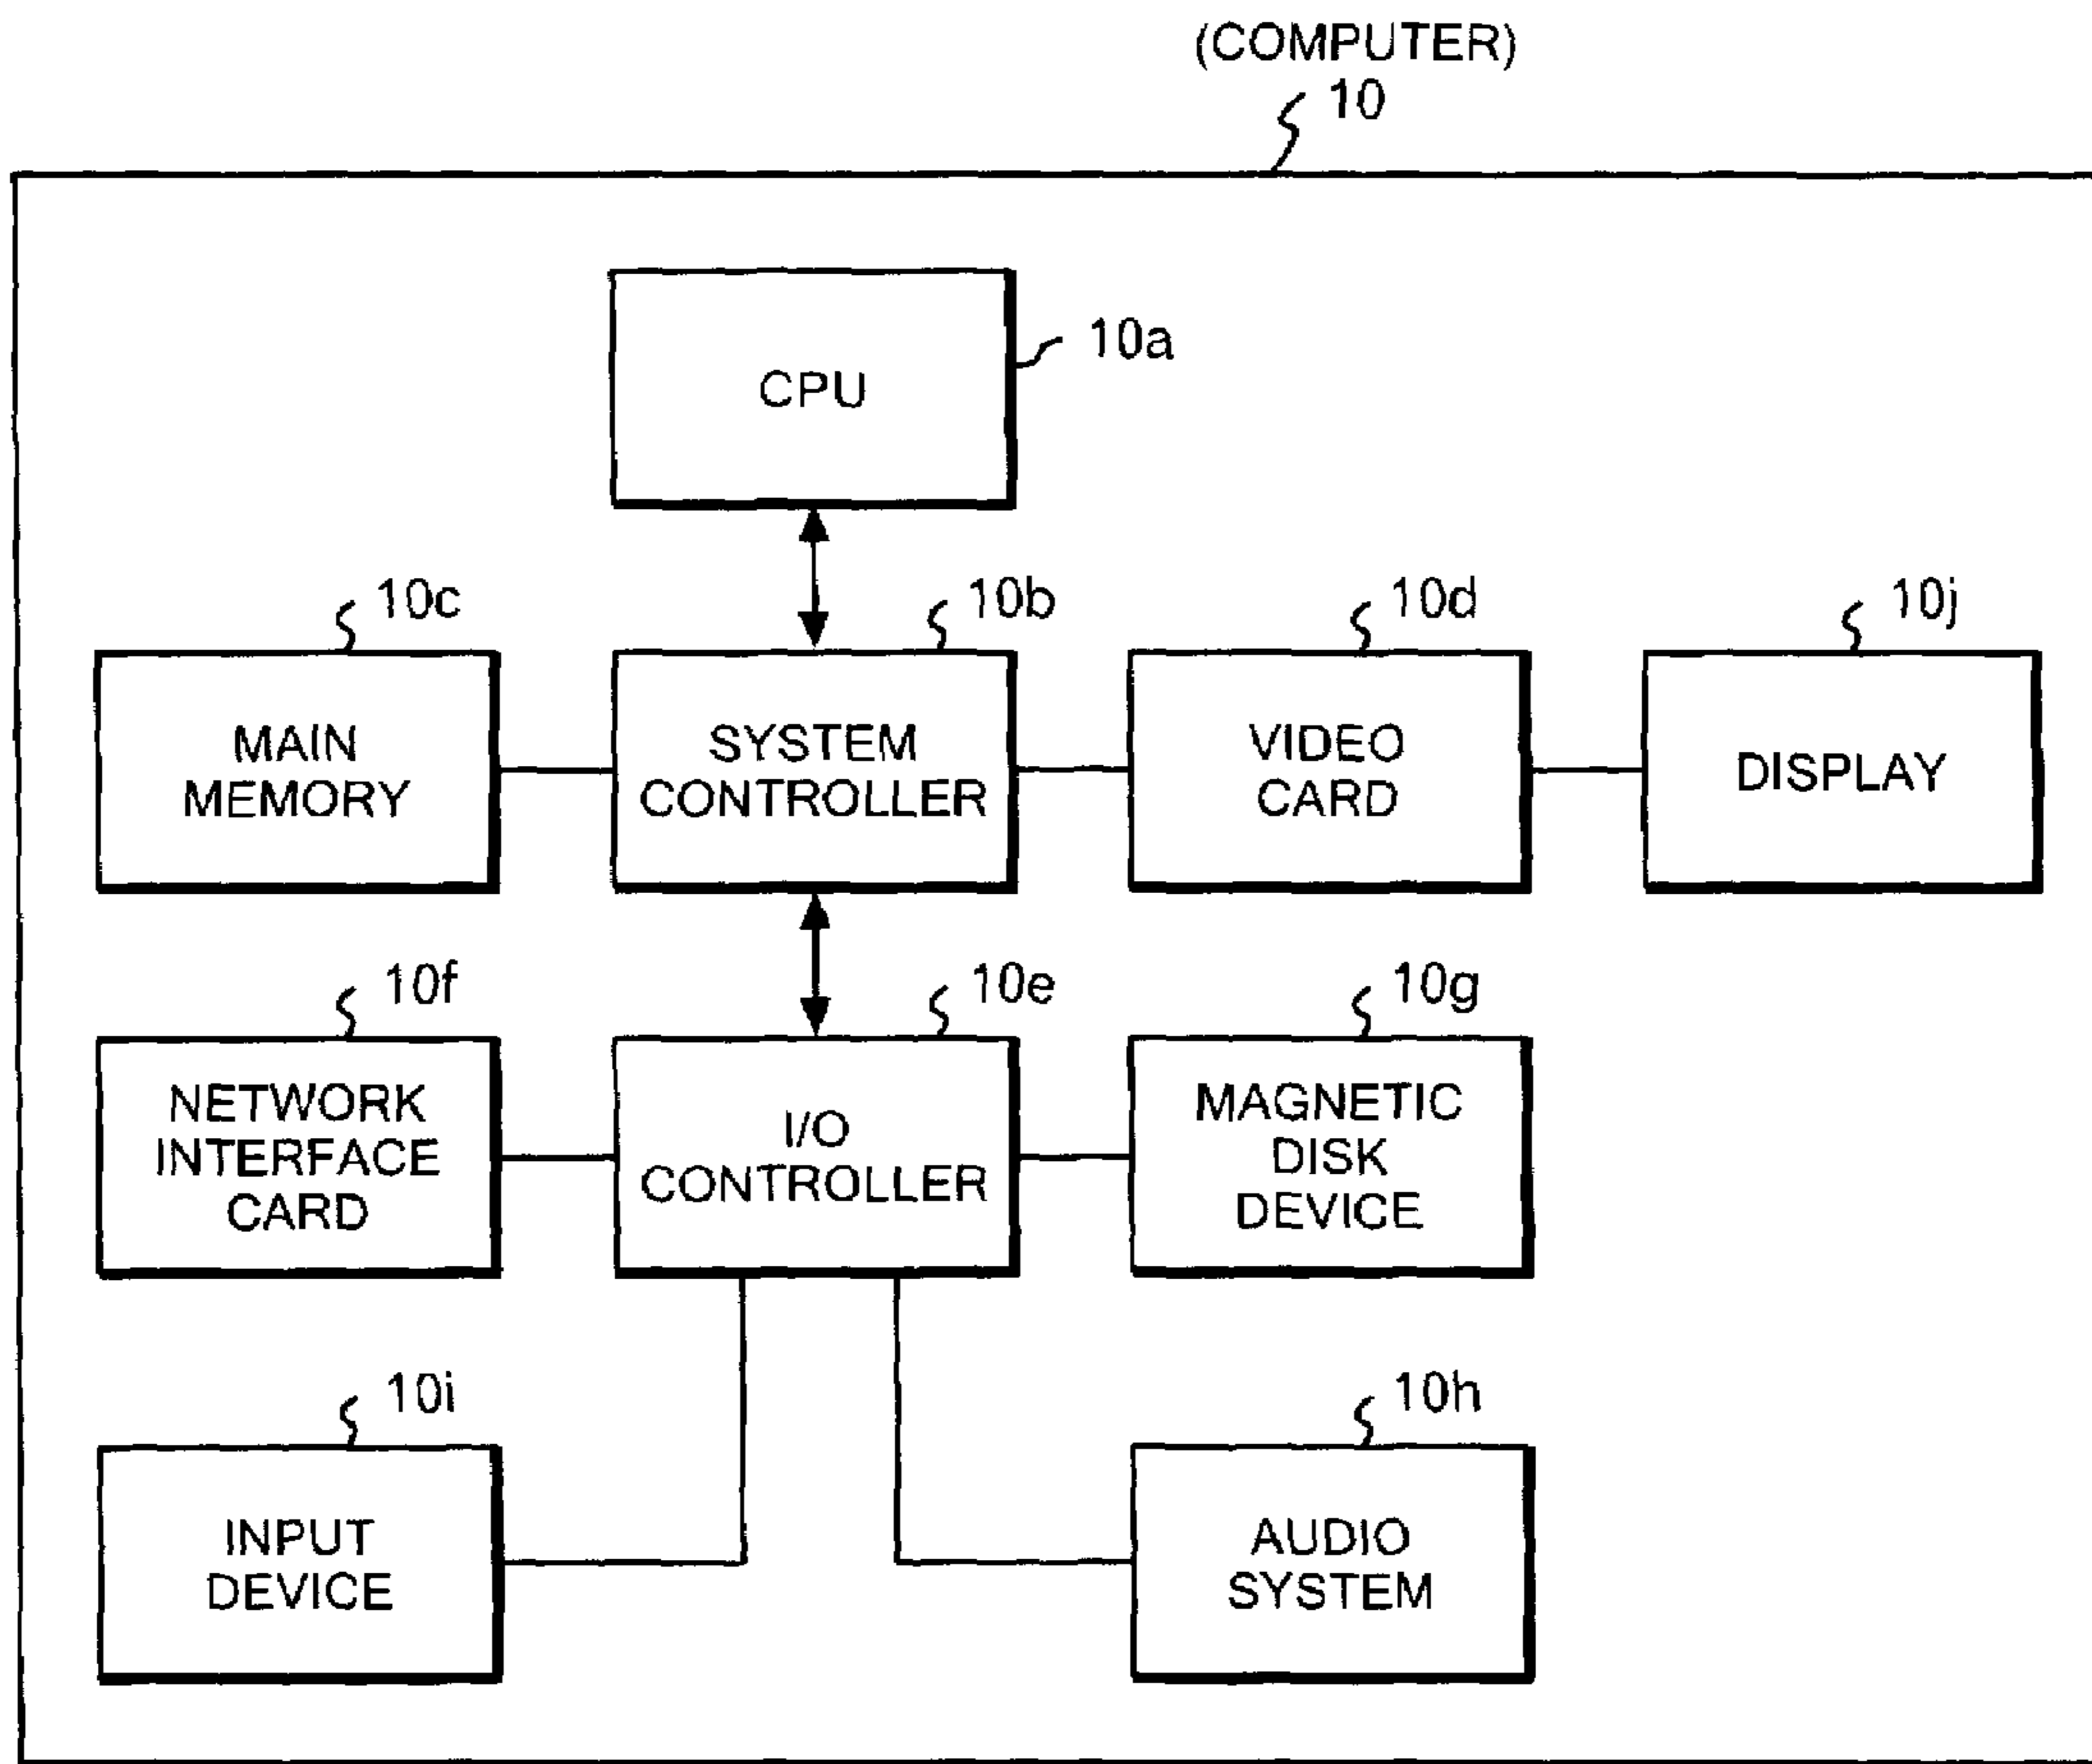 (COMPUTER)
10
10a
CPU
10c
10b
10d
10j
MAIN
MEMORY
SYSTEM
CONTROLLER
VIDEO
CARD
DISPLAY
10f
10e
10g
NETWORK
INTERFACE
CARD
I/O
CONTROLLER
MAGNETIC
DISK
DEVICE
10i
10h
INPUT
DEVICE
AUDIO
SYSTEM